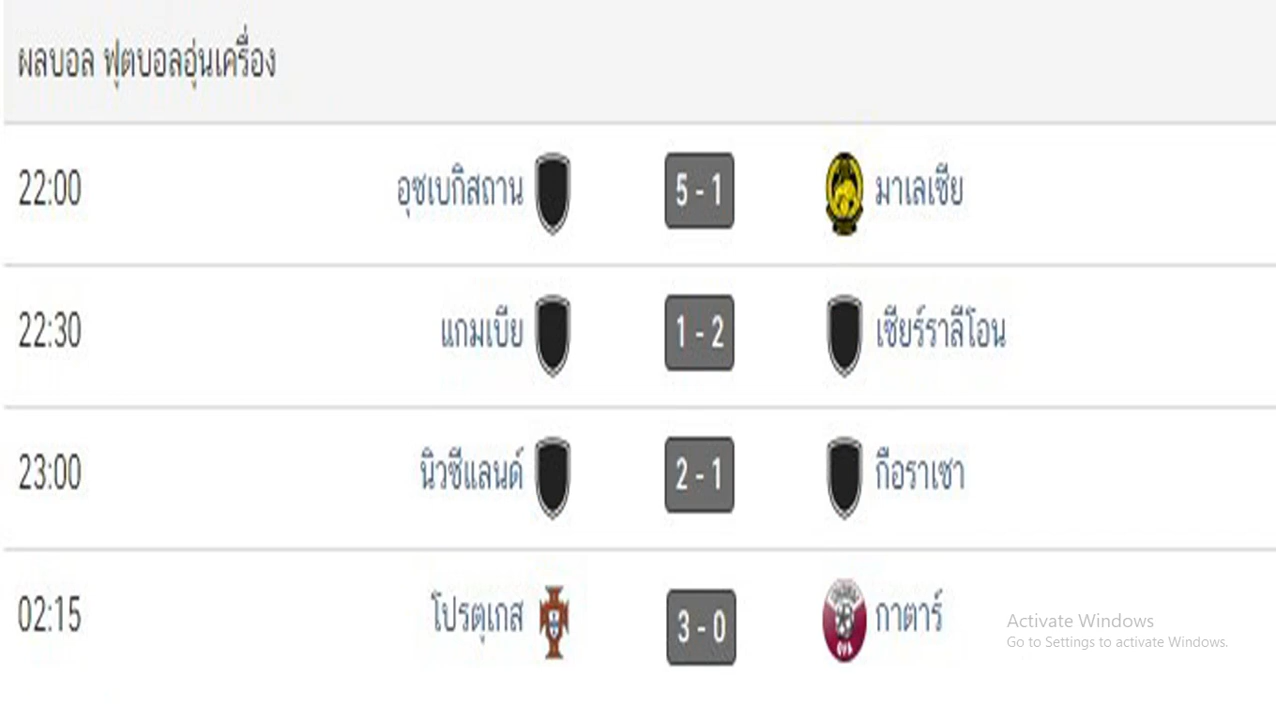 ผลบอล ฟุตบอลอุ่นเครื่อง
22:00 อุซเบกิสถาน 5 - 1 มาเลเซีย
22:30 แกมเบีย 1 - 2 เซียร์ราลีโอน
23:00 นิวซีแลนด์ 2 - 1 กือราเซา
02:15 โปรตุเกส 3 - 0 กาตาร์
Activate Windows
Go to Settings to activate Windows.